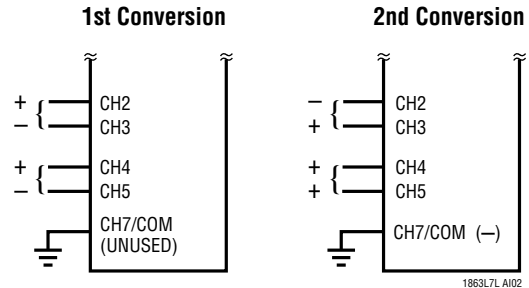 1st Conversion
+ { CH2
– CH3
+ { CH4
– CH5
CH7/COM
(UNUSED)
2nd Conversion
– { CH2
+ CH3
+ { CH4
+ CH5
CH7/COM (–)
1863L7L AI02